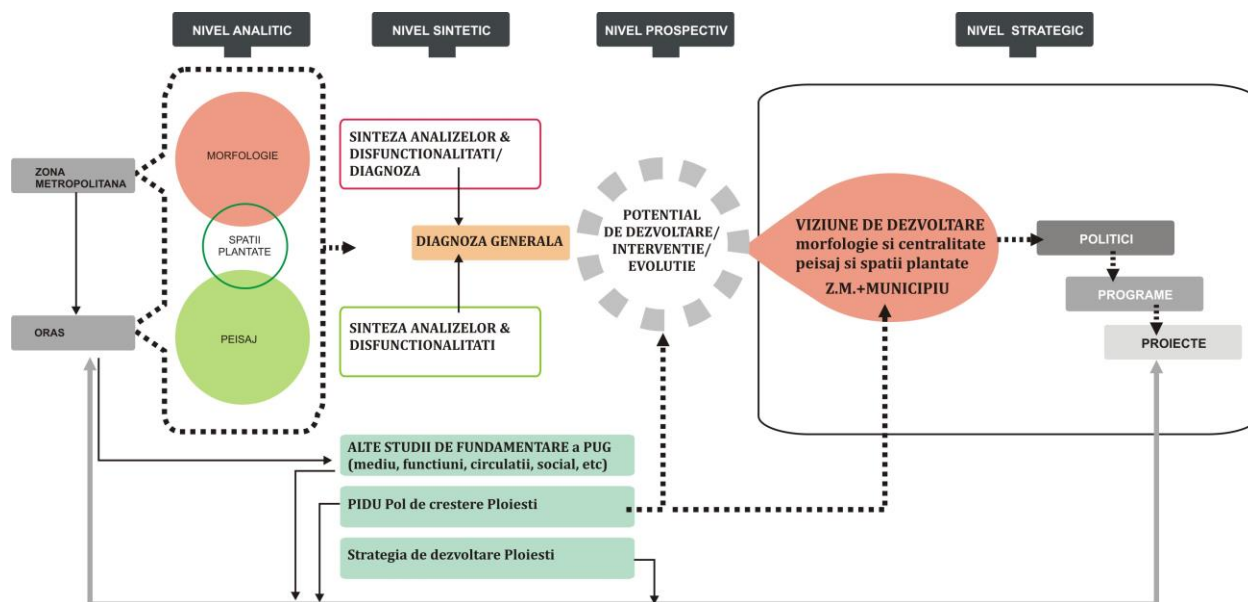 NIVEL ANALITIC
NIVEL SINTETIC
NIVEL PROSPECTIV
NIVEL STRATEGIC
ZONA
METROPOLITANA
ORAS
MORFOLOGIE
SPATII
PLANTATE
PEISAJ
SINTEZA ANALIZELOR &
DISFUNCTIONALITATI/
DIAGNOZA
DIAGNOZA GENERALA
SINTEZA ANALIZELOR &
DISFUNCTIONALITATI
POTENTIAL
DE DEZVOLTARE/
INTERVENTIE/
EVOLUTIE
VIZIUNE DE DEZVOLTARE
morfologie si centralitate
peisaj si spatii plantate
Z.M.+MUNICIPIU
POLITICI
PROGRAME
PROIECTE
ALTE STUDII DE FUNDAMENTARE a PUG
(mediu, functiuni, circulatii, social, etc)
PIDU Pol de crestere Ploiesti
Strategia de dezvoltare Ploiesti